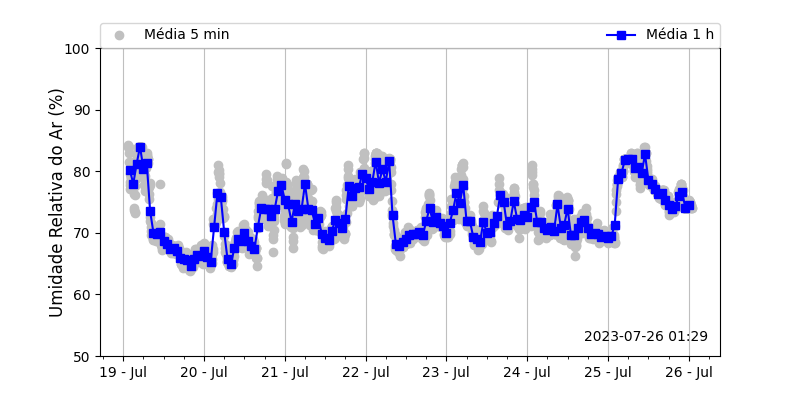 Média 5 min
Média 1 h
100
90
80
70
60
50
Umidade Relativa do Ar (%)
2023-07-26 01:29
19 - Jul
20 - Jul
21 - Jul
22 - Jul
23 - Jul
24 - Jul
25 - Jul
26 - Jul